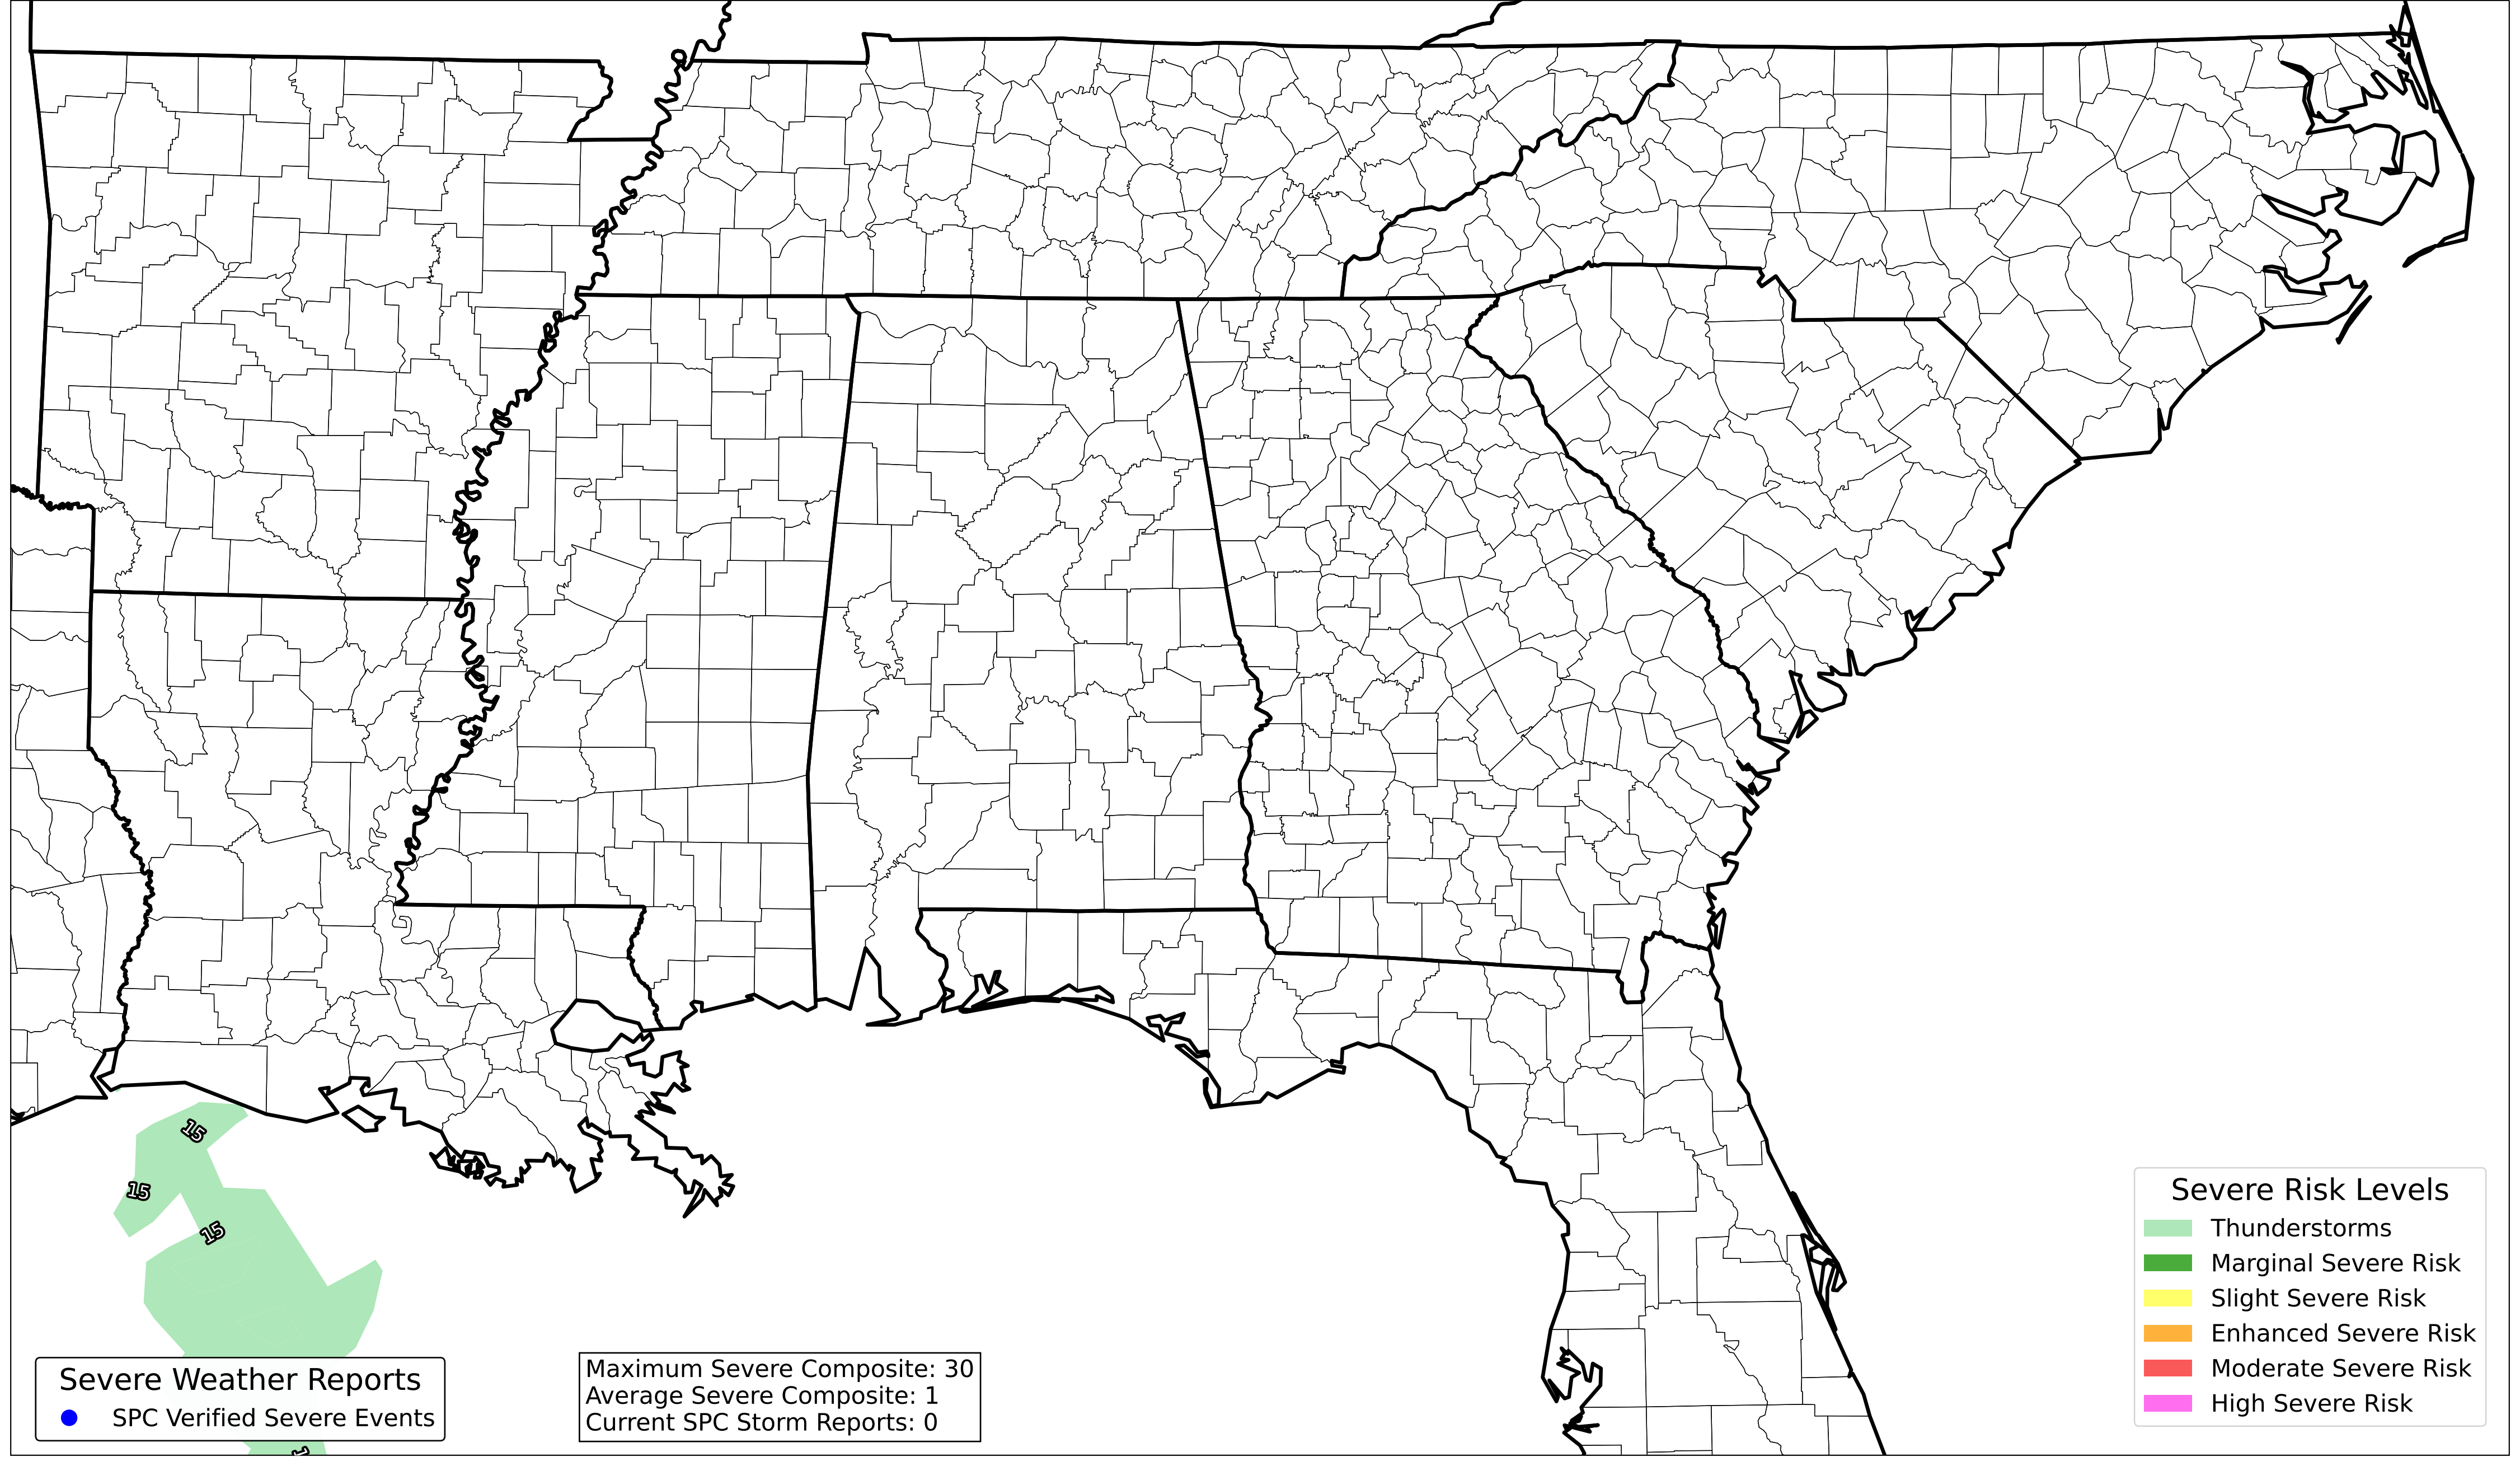 15
15
15
Severe Risk Levels
Thunderstorms
Marginal Severe Risk
Slight Severe Risk
Enhanced Severe Risk
Moderate Severe Risk
High Severe Risk
Severe Weather Reports
SPC Verified Severe Events
Maximum Severe Composite: 30
Average Severe Composite: 1
Current SPC Storm Reports: 0